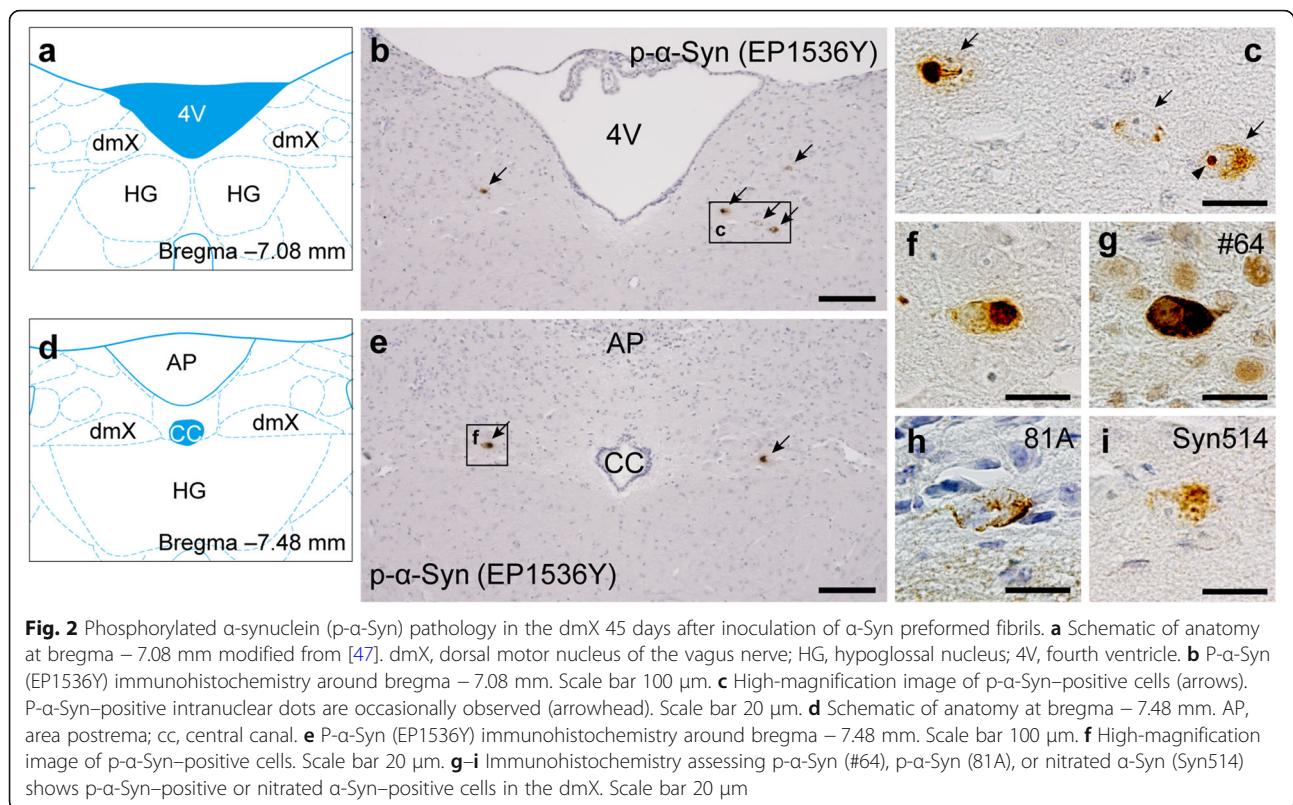 a
4V
dmX
dmX
HG
HG
Bregma –7.08 mm
b
p-α-Syn (EP1536Y)
4V
c
c
d
AP
dmX
CC
dmX
HG
Bregma –7.48 mm
e
AP
f
CC
p-α-Syn (EP1536Y)
f
g
#64
h
81A
i
Syn514
Fig. 2 Phosphorylated α-synuclein (p-α-Syn) pathology in the dmX 45 days after inoculation of α-Syn preformed fibrils. a Schematic of anatomy
at bregma − 7.08 mm modified from [47]. dmX, dorsal motor nucleus of the vagus nerve; HG, hypoglossal nucleus; 4V, fourth ventricle. b P-α-Syn
(EP1536Y) immunohistochemistry around bregma − 7.08 mm. Scale bar 100 μm. c High-magnification image of p-α-Syn–positive cells (arrows).
P-α-Syn–positive intranuclear dots are occasionally observed (arrowhead). Scale bar 20 μm. d Schematic of anatomy at bregma − 7.48 mm. AP,
area postrema; cc, central canal. e P-α-Syn (EP1536Y) immunohistochemistry around bregma − 7.48 mm. Scale bar 100 μm. f High-magnification
image of p-α-Syn–positive cells. Scale bar 20 μm. g–i Immunohistochemistry assessing p-α-Syn (#64), p-α-Syn (81A), or nitrated α-Syn (Syn514)
shows p-α-Syn–positive or nitrated α-Syn–positive cells in the dmX. Scale bar 20 μm